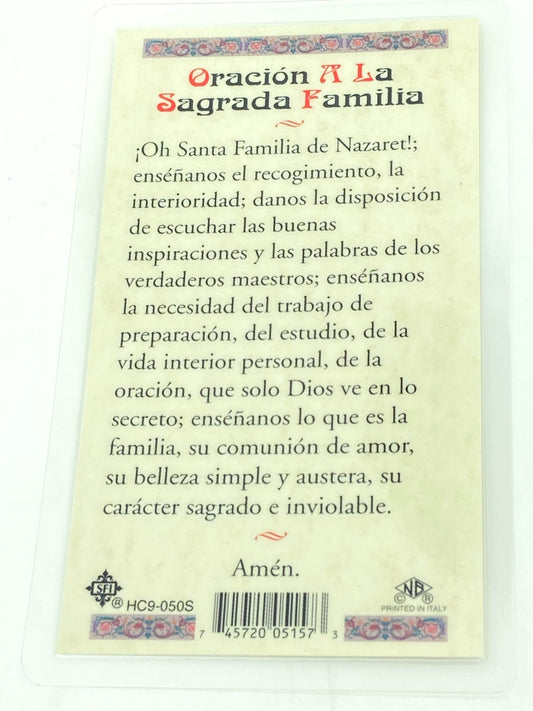 Oración A La
Sagrada Familia
¡Oh Santa Familia de Nazaret!;
enséñanos el recogimiento, la
interioridad; danos la disposición
de escuchar las buenas
inspiraciones y las palabras de los
verdaderos maestros; enséñanos
la necesidad del trabajo de
preparación, del estudio, de la
vida interior personal, de la
oración, que solo Dios ve en lo
secreto; enséñanos lo que es la
familia, su comunión de amor,
su belleza simple y austera, su
carácter sagrado e inviolable.
Amén.
SFI ® HC9-050S
7 45720 05157 3
© NB ®
PRINTED IN ITALY